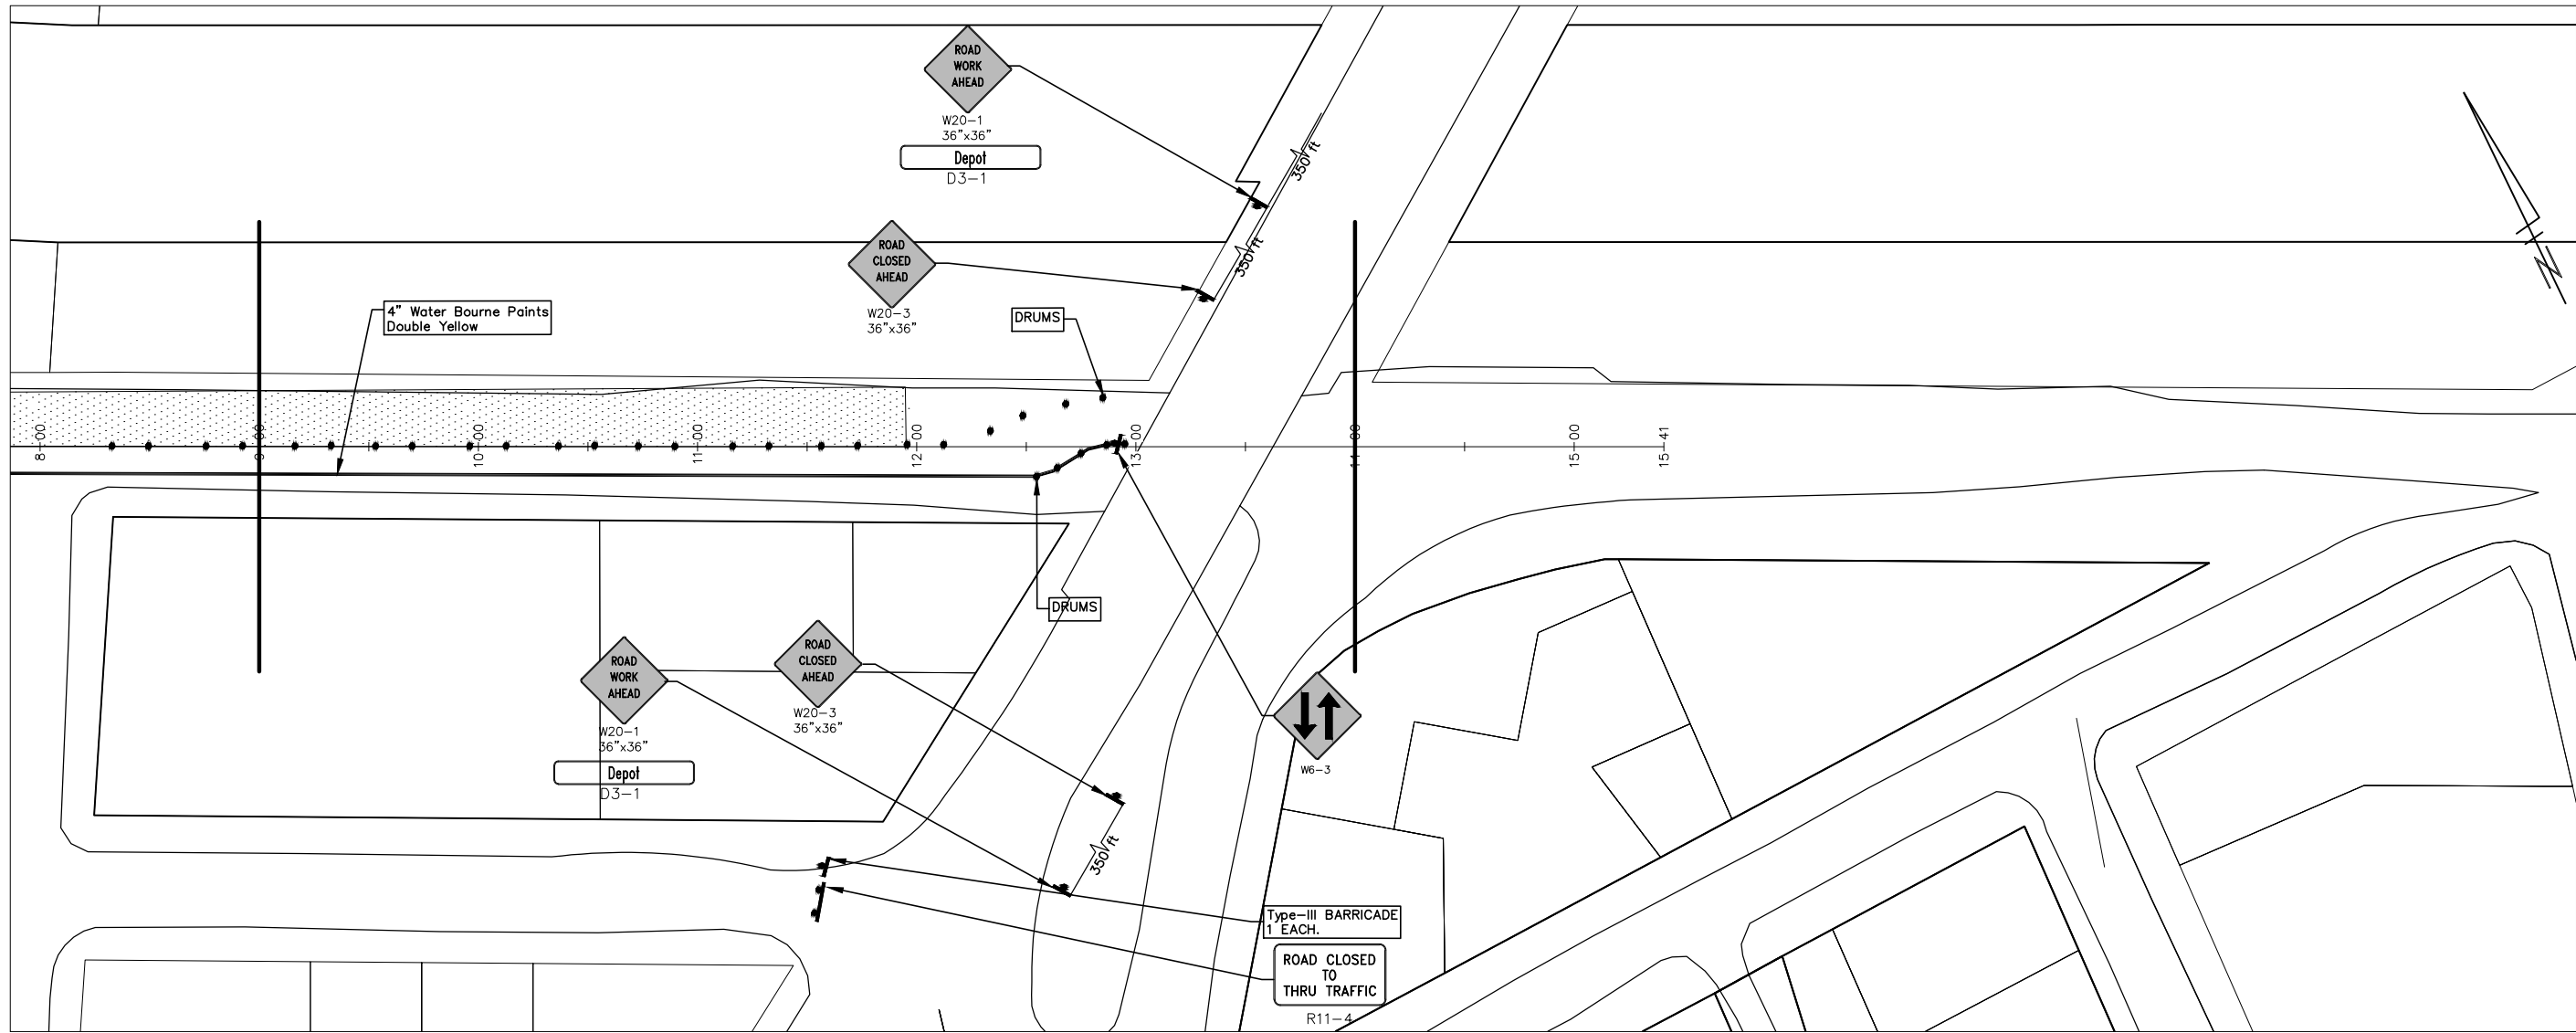 ROAD
WORK
AHEAD
W20-1
36"x36"
Depot
D3-1
350 ft
ROAD
CLOSED
AHEAD
W20-3
36"x36"
350 ft
4" Water Bourne Paints
Double Yellow
DRUMS
8+00
9+00
10+00
11+00
12+00
13+00
14+00
15+00
15+41
N
DRUMS
ROAD
WORK
AHEAD
W20-1
36"x36"
Depot
D3-1
ROAD
CLOSED
AHEAD
W20-3
36"x36"
W6-3
350 ft
Type-III BARRICADE
1 EACH.
ROAD CLOSED
TO
THRU TRAFFIC
R11-4